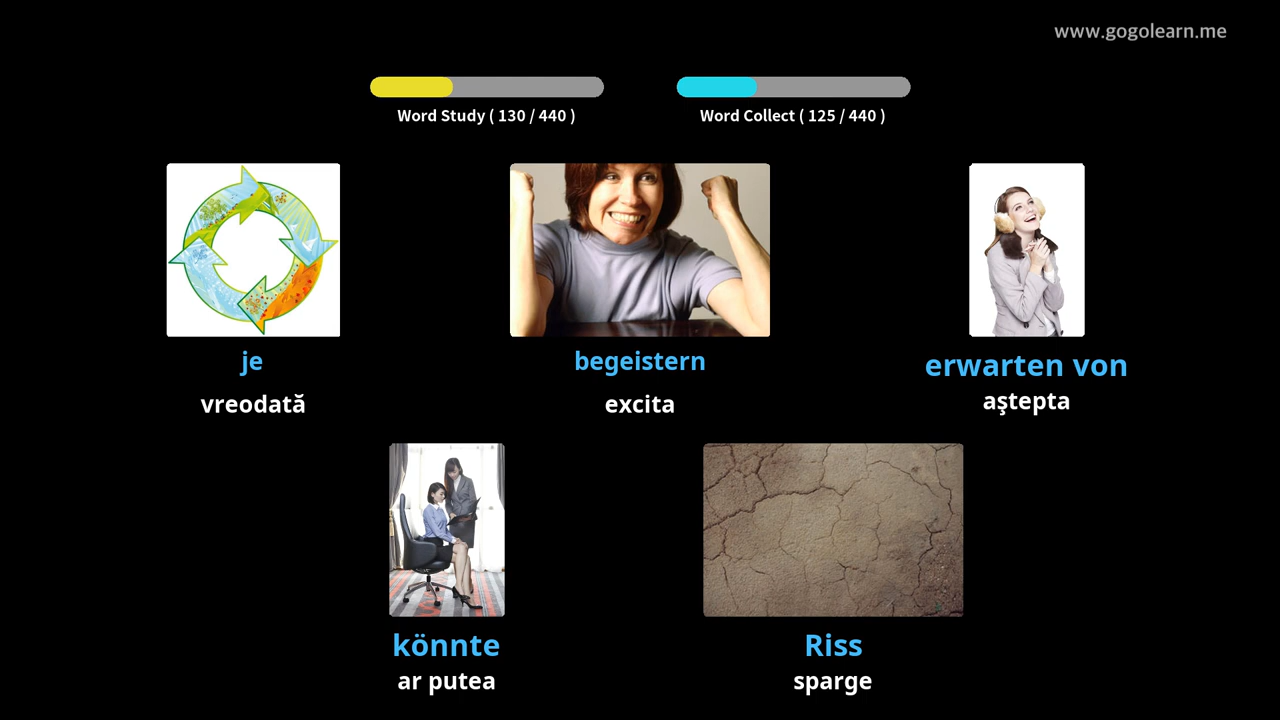 www.gogolearn.me
Word Study ( 130 / 440 )
Word Collect ( 125 / 440 )
je
vreodată
begeistern
excita
erwarten von
aştepta
könnte
ar putea
Riss
sparge